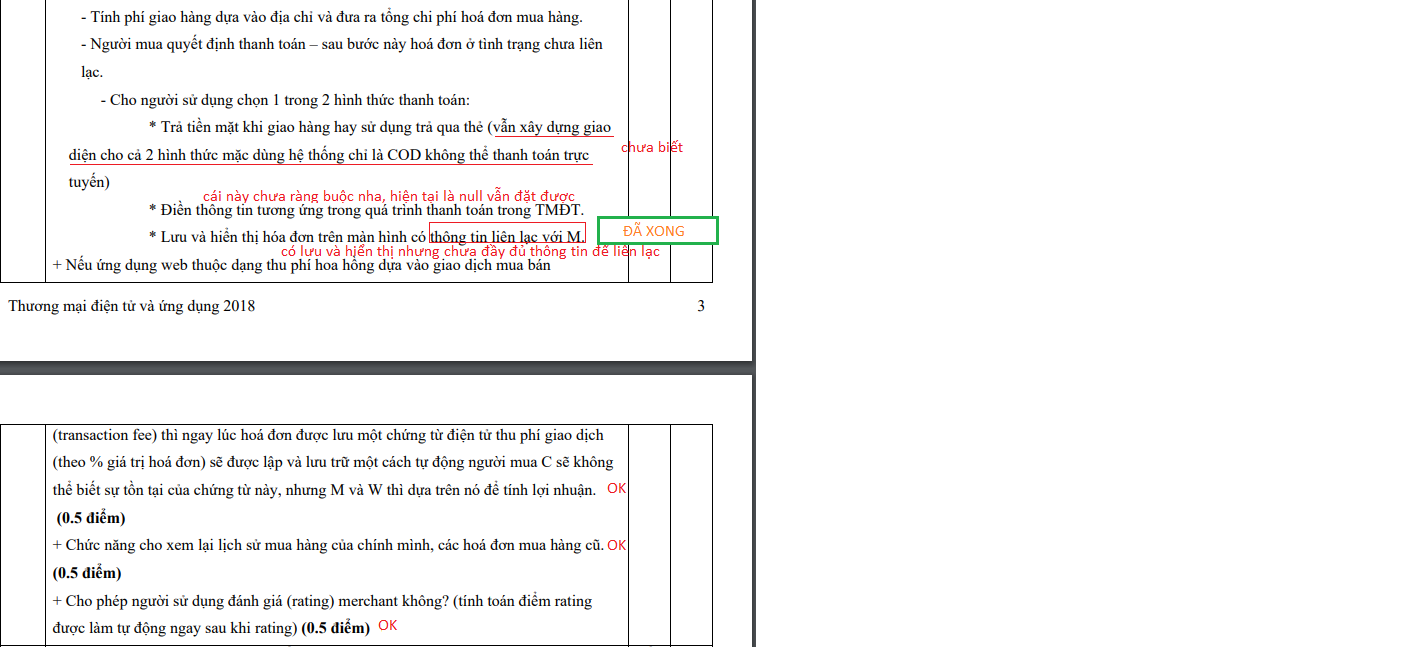 - Tính phí giao hàng dựa vào địa chỉ và đưa ra tổng chi phí hoá đơn mua hàng.
- Người mua quyết định thanh toán – sau bước này hoá đơn ở tình trạng chưa liên
lạc.
- Cho người sử dụng chọn 1 trong 2 hình thức thanh toán:
* Trả tiền mặt khi giao hàng hay sử dụng trả qua thẻ (vẫn xây dựng giao
diện cho cả 2 hình thức mặc dùng hệ thống chỉ là COD không thể thanh toán trực
chưa biết
tuyến)
cái này chưa ràng buộc nha, hiện tại là null vẫn đặt được
* Điền thông tin tương ứng trong quá trình thanh toán trong TMĐT.
* Lưu và hiển thị hóa đơn trên màn hình có thông tin liên lạc với M.
ĐÃ XONG
có lưu và hiển thị nhưng chưa đầy đủ thông tin để liên lạc
+ Nếu ứng dụng web thuộc dạng thu phí hoa hồng dựa vào giao dịch mua bán
Thương mại điện tử và ứng dụng 2018 3
(transaction fee) thì ngay lúc hoá đơn được lưu một chứng từ điện tử thu phí giao dịch
(theo % giá trị hoá đơn) sẽ được lập và lưu trữ một cách tự động người mua C sẽ không
thể biết sự tồn tại của chứng từ này, nhưng M và W thì dựa trên nó để tính lợi nhuận. OK
(0.5 điểm)
+ Chức năng cho xem lại lịch sử mua hàng của chính mình, các hoá đơn mua hàng cũ. OK
(0.5 điểm)
+ Cho phép người sử dụng đánh giá (rating) merchant không? (tính toán điểm rating
được làm tự động ngay sau khi rating) (0.5 điểm) OK